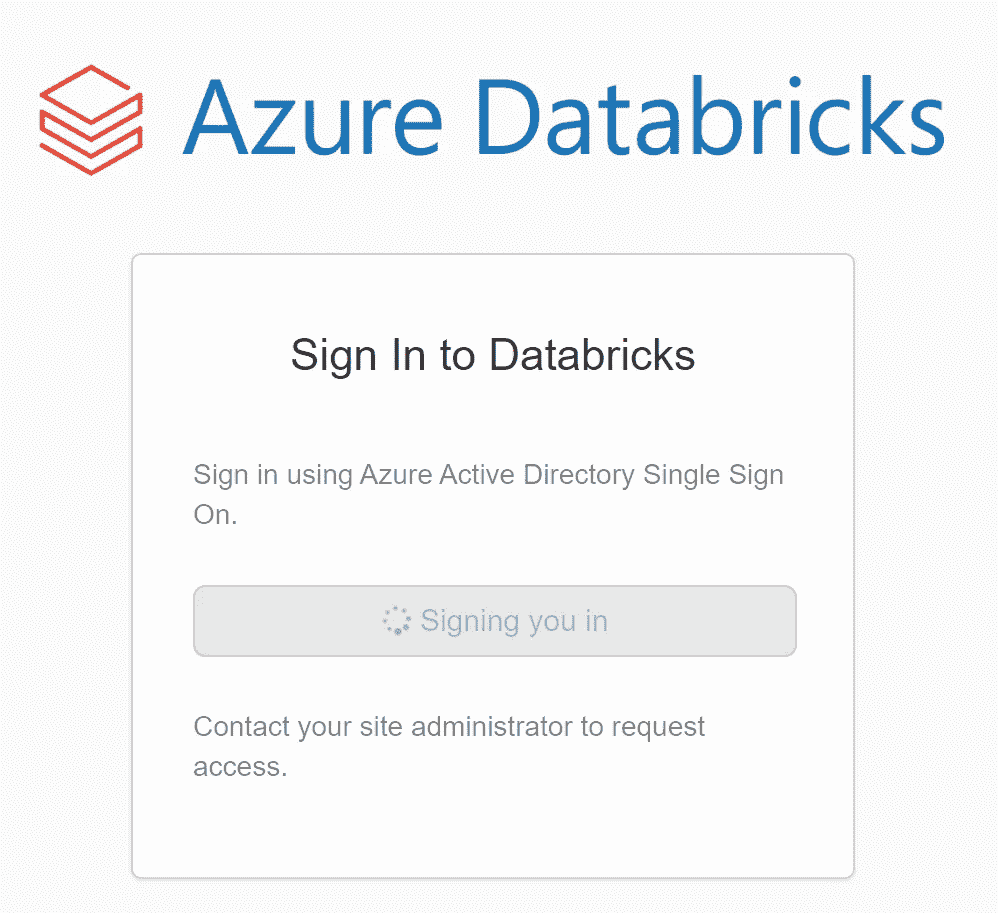 Azure Databricks
Sign In to Databricks
Sign in using Azure Active Directory Single Sign
On.
Signing you in
Contact your site administrator to request
access.